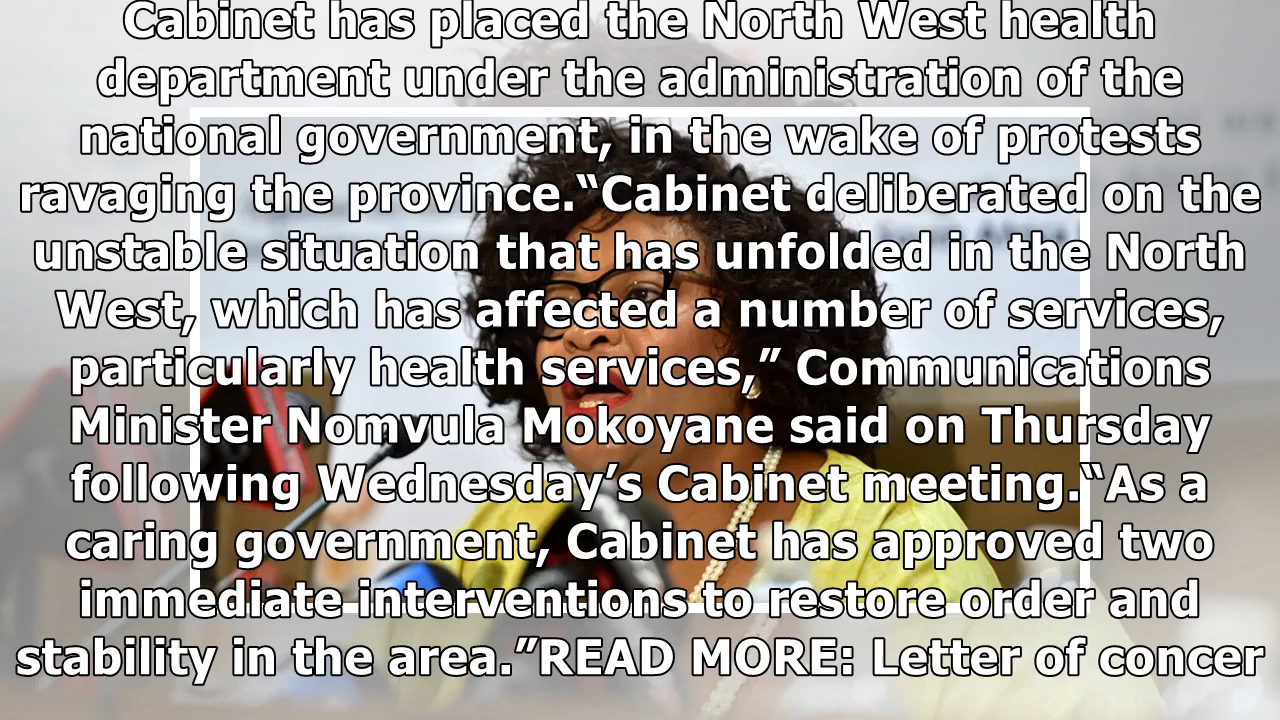 Cabinet has placed the North West health
department under the administration of the
national government, in the wake of protests
ravaging the province.“Cabinet deliberated on the
unstable situation that has unfolded in the North
West, which has affected a number of services,
particularly health services,” Communications
Minister Nomvula Mokoyane said on Thursday
following Wednesday’s Cabinet meeting.“As a
caring government, Cabinet has approved two
immediate interventions to restore order and
stability in the area.”READ MORE: Letter of concer